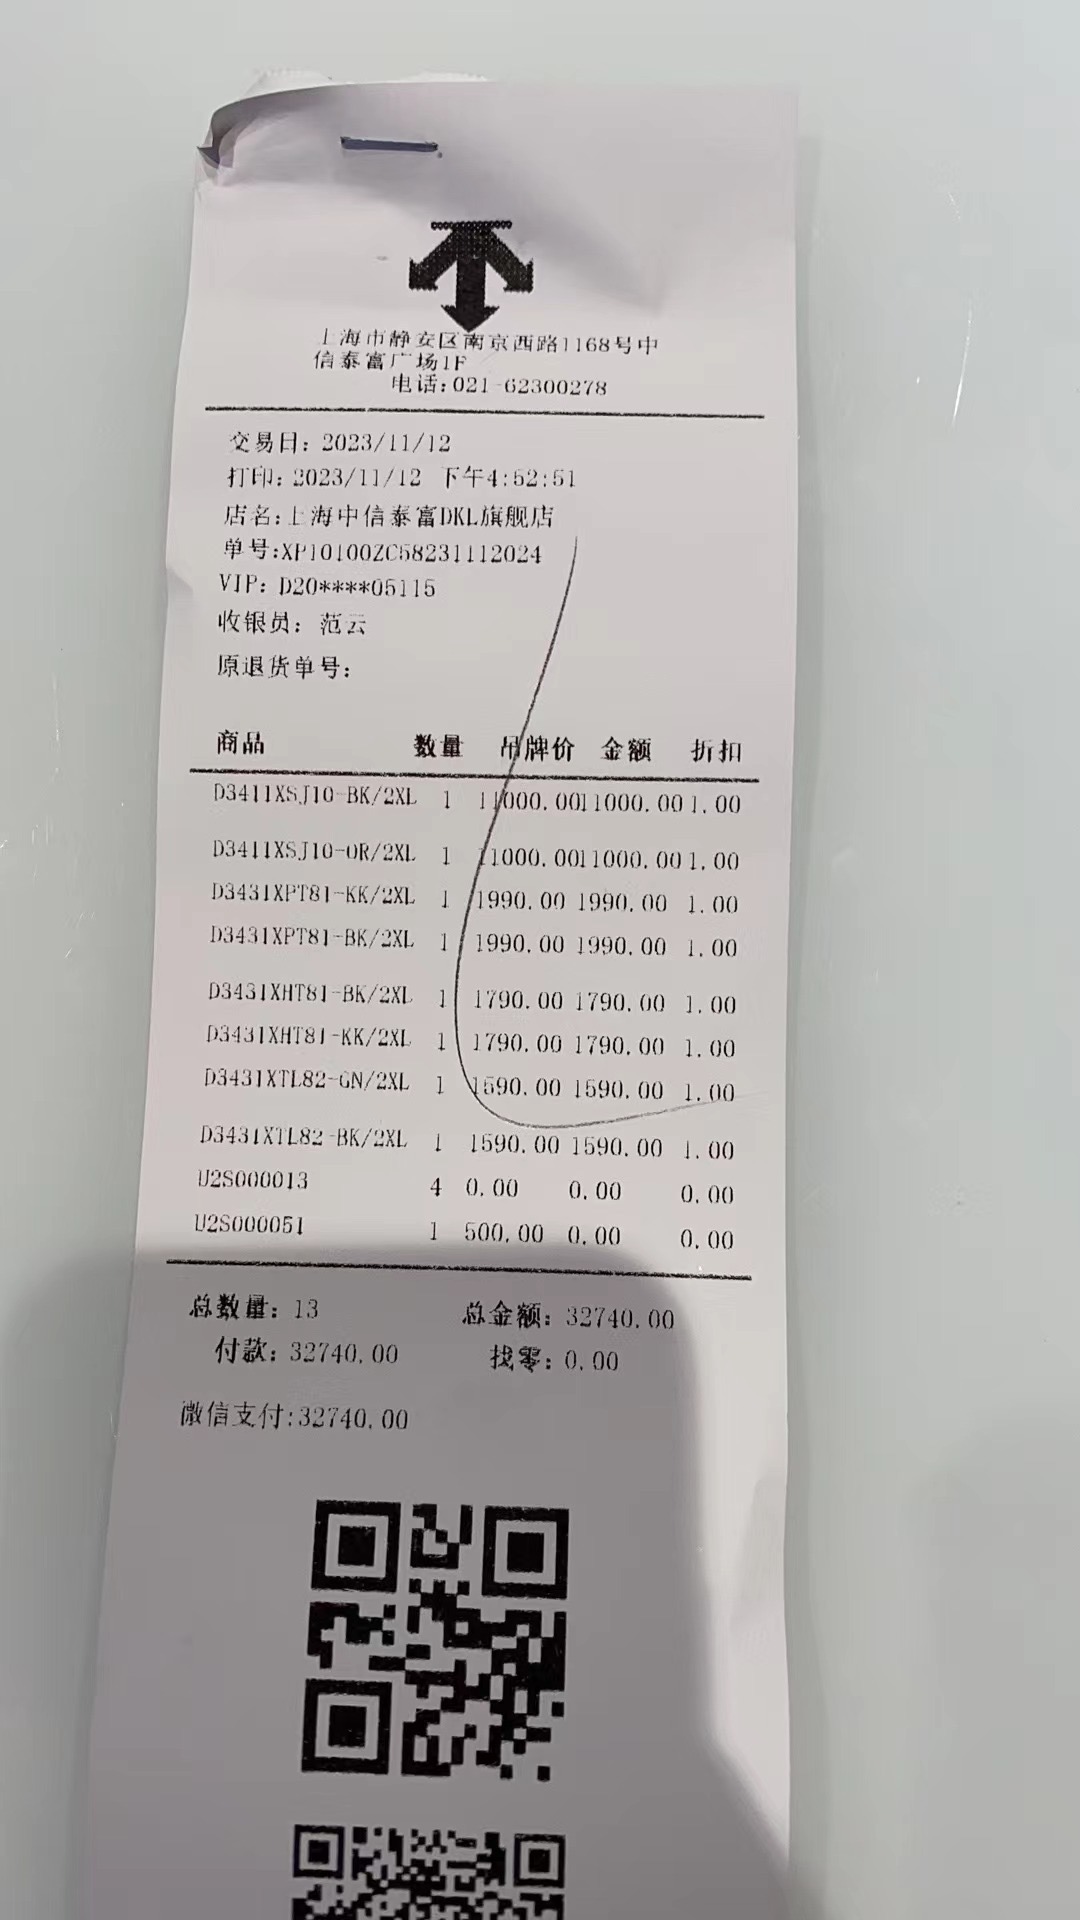 上海市静安区南京西路1168号中
信泰富广场1F
电话:021-62300278
交易日: 2023/11/12
打印: 2023/11/12 下午4:52:51
店名:上海中信泰富DKL旗舰店
单号:XP10100ZC58231112024
VIP: D20****05115
收银员: 范云
原退货单号:
商品 数量 吊牌价 金额 折扣
D3411XSJ10-BK/2XL 1 11000.00 11000.00 1.00
D3411XSJ10-OR/2XL 1 11000.00 11000.00 1.00
D3431XPT81-KK/2XL 1 1990.00 1990.00 1.00
D3431XPT81-BK/2XL 1 1990.00 1990.00 1.00
D3431XHT81-BK/2XL 1 1790.00 1790.00 1.00
D3431XHT81-KK/2XL 1 1790.00 1790.00 1.00
D3431XTL82-GN/2XL 1 1590.00 1590.00 1.00
D3431XTL82-BK/2XL 1 1590.00 1590.00 1.00
U2S000013 4 0.00 0.00 0.00
U2S000051 1 500.00 0.00 0.00
总数量: 13 总金额: 32740.00
付款: 32740.00 找零: 0.00
微信支付:32740.00